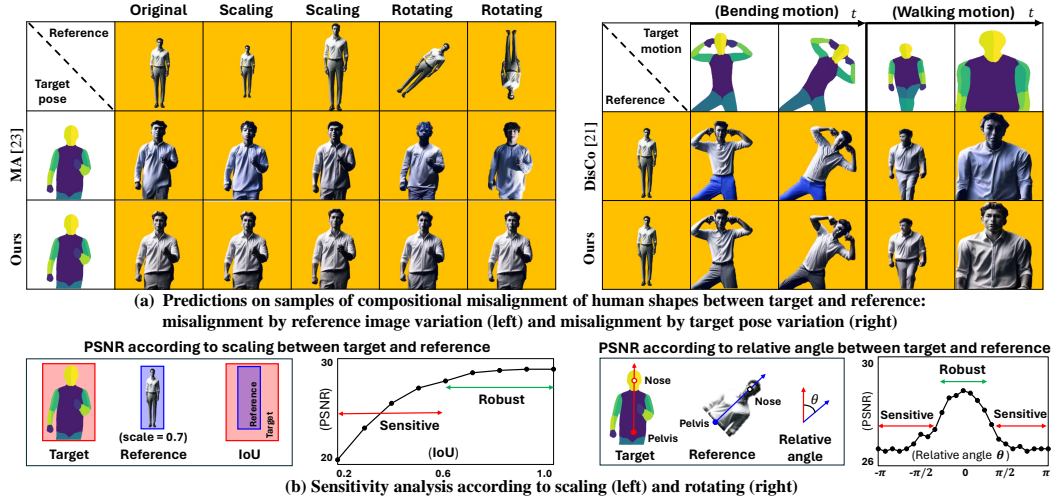 Original Scaling Scaling Rotating Rotating
Reference
Target
pose
MA [23]
Ours
(Bending motion) t (Walking motion) t
Target
motion
Reference
DisCo [21]
Ours
(a) Predictions on samples of compositional misalignment of human shapes between target and reference:
misalignment by reference image variation (left) and misalignment by target pose variation (right)
PSNR according to scaling between target and reference
Target
Reference
(scale = 0.7)
Reference
Target
IoU
30
(PSNR)
20
Robust
Sensitive
(IoU)
0.2 0.6 1.0
PSNR according to relative angle between target and reference
Nose
Pelvis
Target
Nose
Pelvis
Reference
θ
Relative
angle
30
(PSNR)
26
Robust
Sensitive Sensitive
(Relative angle θ)
-π -π/2 0 π/2 π
(b) Sensitivity analysis according to scaling (left) and rotating (right)